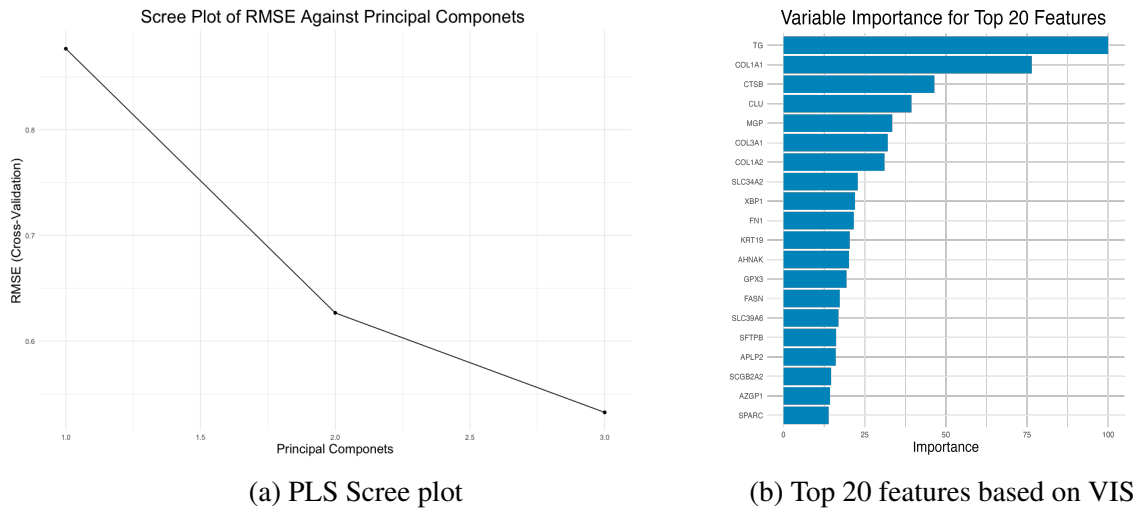 Scree Plot of RMSE Against Principal Componets
RMSE (Cross-Validation)
0.8
0.7
0.6
1.0 1.5 2.0 2.5 3.0
Principal Componets
(a) PLS Scree plot
Variable Importance for Top 20 Features
TG
COL1A1
CTSB
CLU
MGP
COL3A1
COL1A2
SLC34A2
XBP1
FN1
KRT19
AHNAK
GPX3
FASN
SLC39A6
SFTPB
APLP2
SCGB2A2
AZGP1
SPARC
0 25 50 75 100
Importance
(b) Top 20 features based on VIS